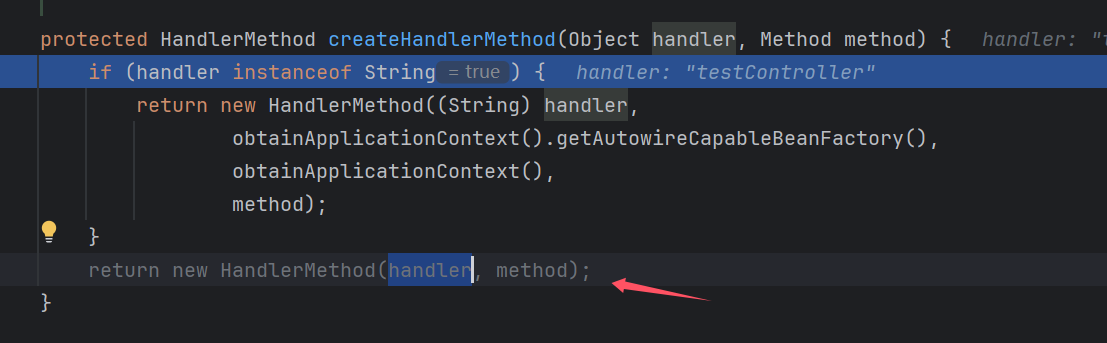 protected HandlerMethod createHandlerMethod(Object handler, Method method) {  handler: "t
if (handler instanceof String = true ) {  handler: "testController"
return new HandlerMethod((String) handler,
obtainApplicationContext().getAutowireCapableBeanFactory(),
obtainApplicationContext(),
method);
}
return new HandlerMethod(handler, method);
}